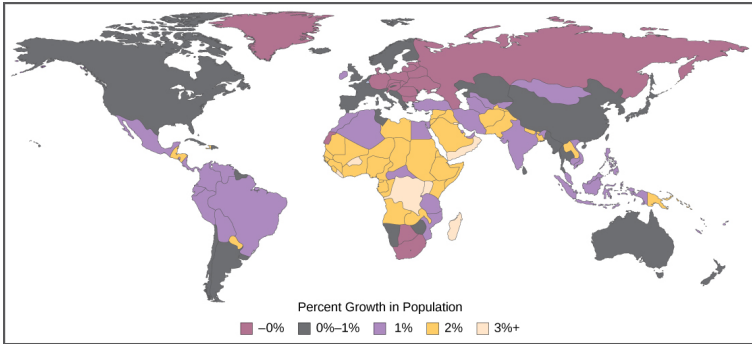 Percent Growth in Population
–0% 0%–1% 1% 2% 3%+